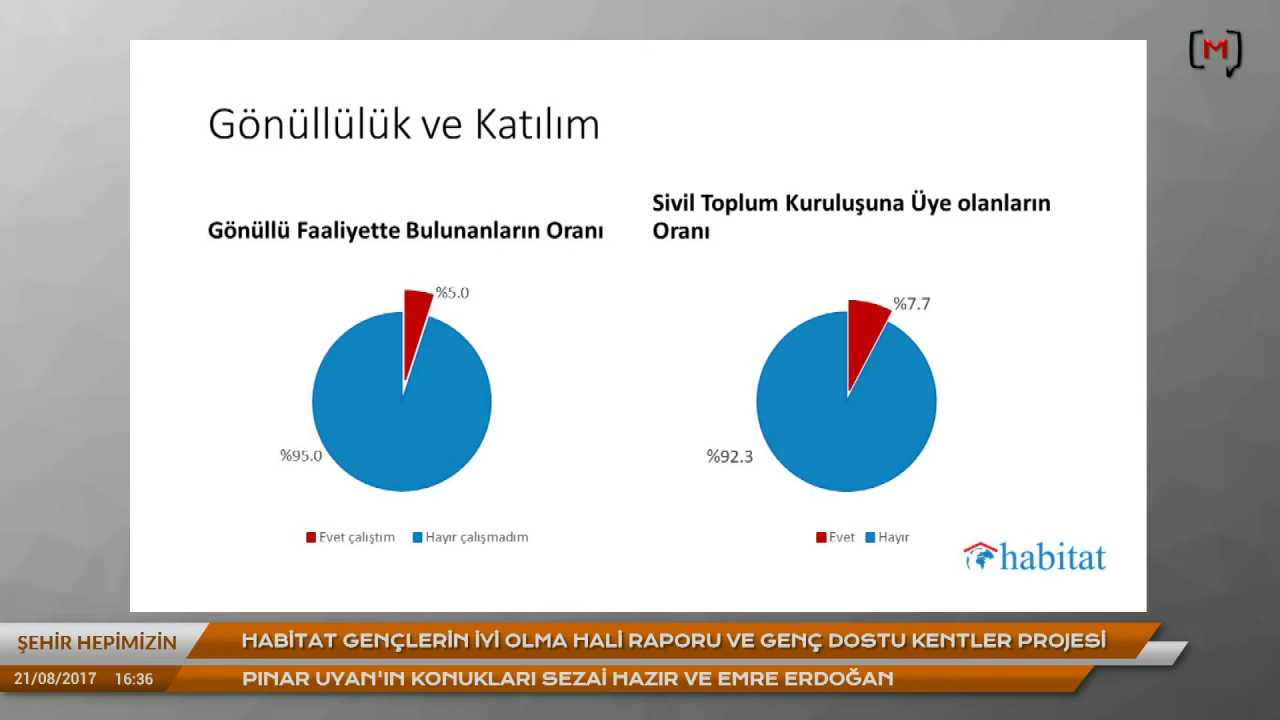 [M]
Gönüllülük ve Katılım
Gönüllü Faaliyette Bulunanların Oranı
%5.0
%95.0
Evet çalıştım
Hayır çalışmadım
Sivil Toplum Kuruluşuna Üye olanların
Oranı
%7.7
%92.3
Evet
Hayır
habitat
ŞEHİR HEPİMİZİN
HABİTAT GENÇLERİN İYİ OLMA HALİ RAPORU VE GENÇ DOSTU KENTLER PROJESİ
21/08/2017 16:36
PINAR UYAN'IN KONUKLARI SEZAİ HAZIR VE EMRE ERDOĞAN